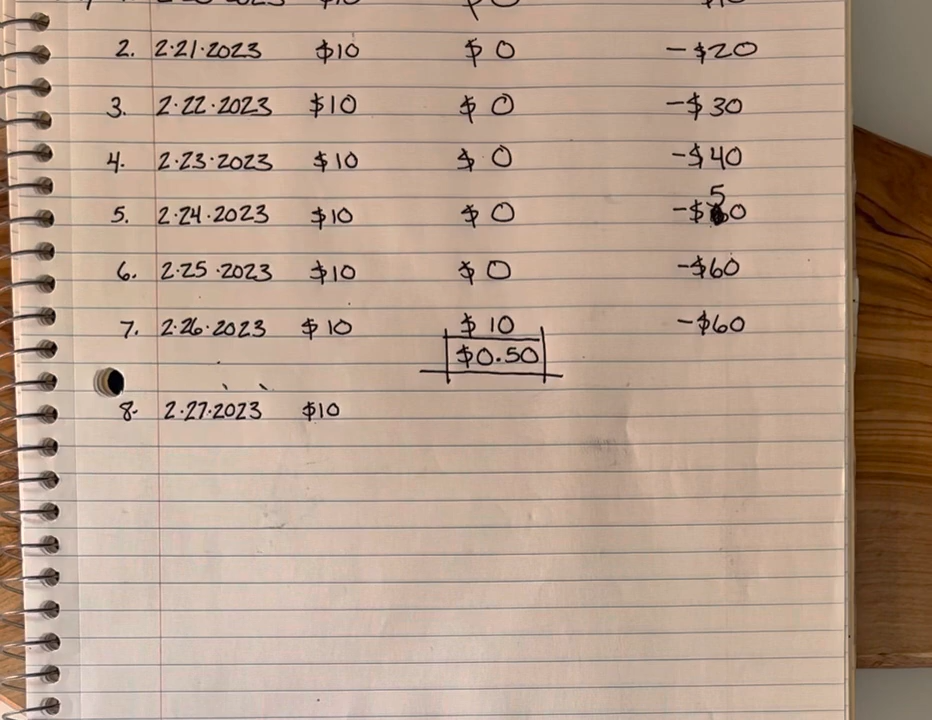 2. 2·21·2023 $10 $0 -$20
3. 2·22·2023 $10 $0 -$30
4. 2·23·2023 $10 $0 -$40
5. 2·24·2023 $10 $0 -$50
6. 2·25·2023 $10 $0 -$60
7. 2·26·2023 $10 $10 -$60
$0.50
8. 2·27·2023 $10